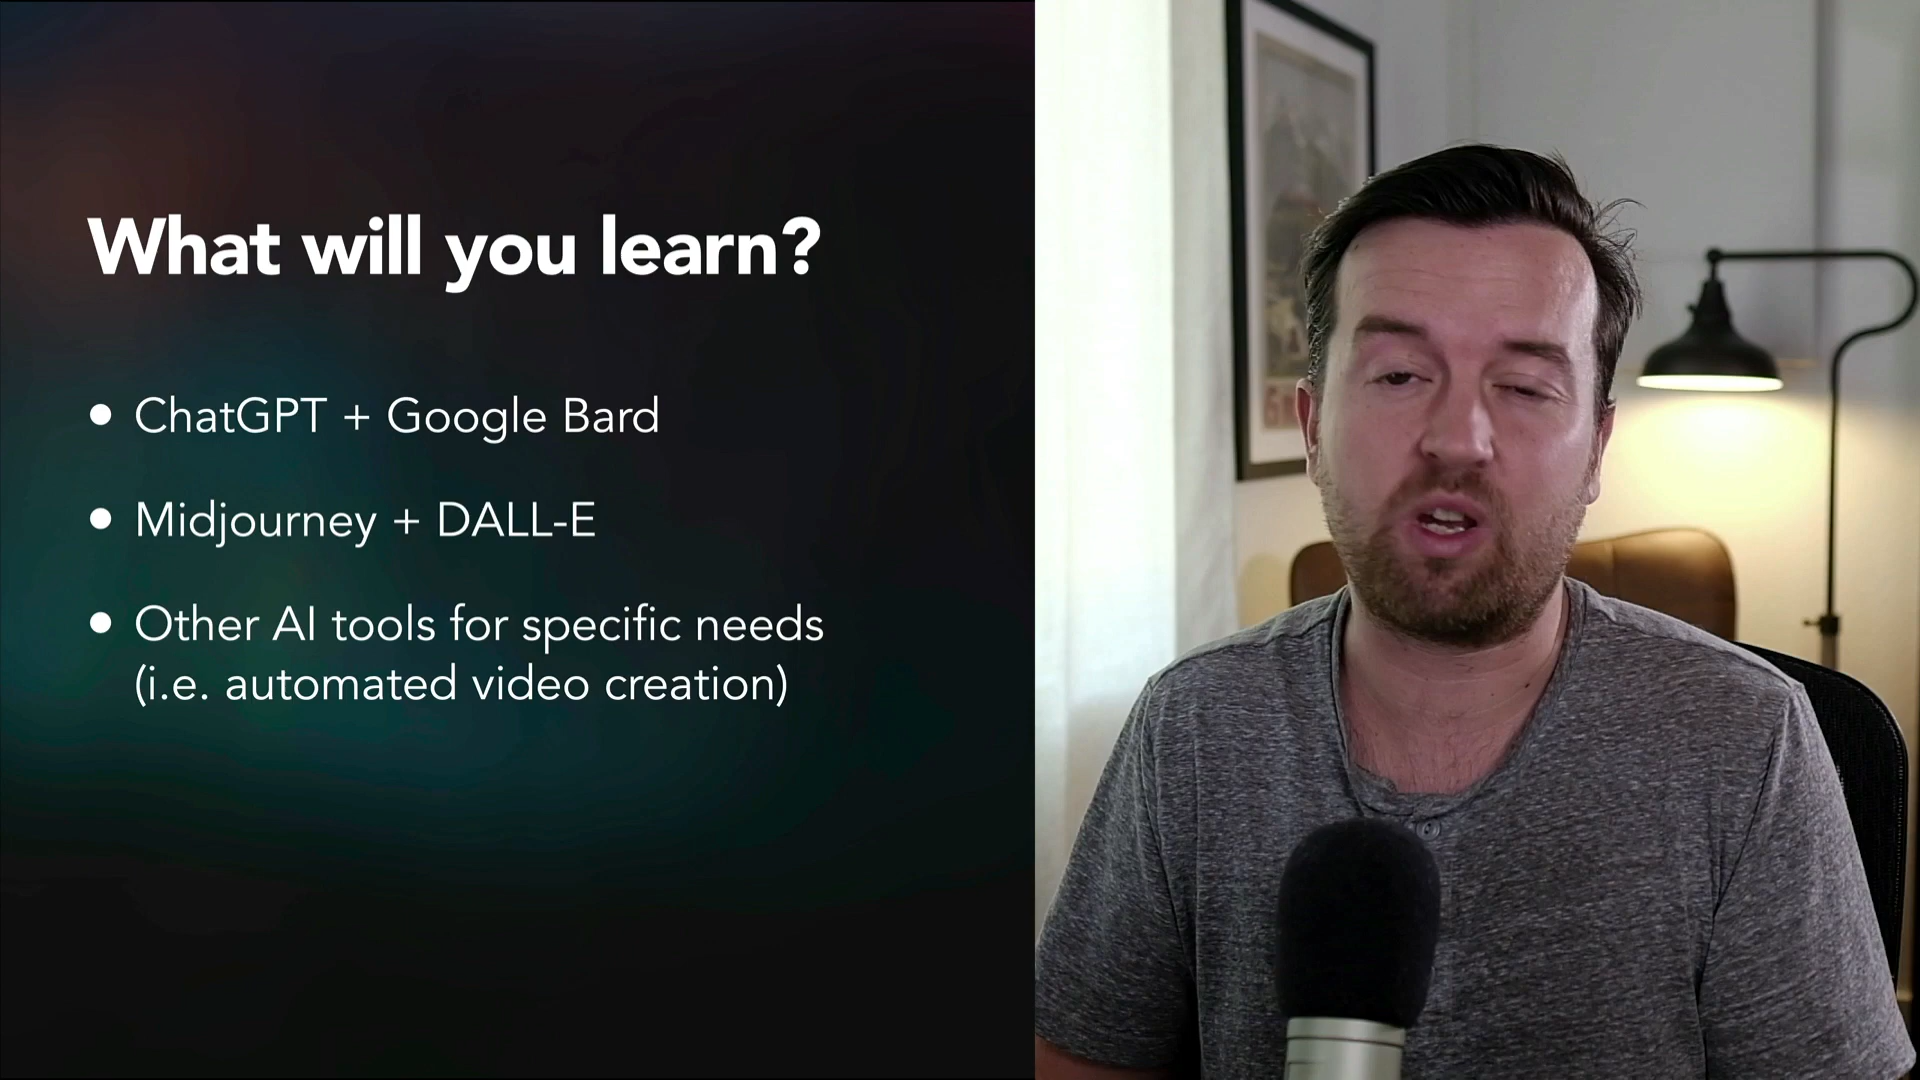 What will you learn?
• ChatGPT + Google Bard
• Midjourney + DALL-E
• Other AI tools for specific needs
(i.e. automated video creation)